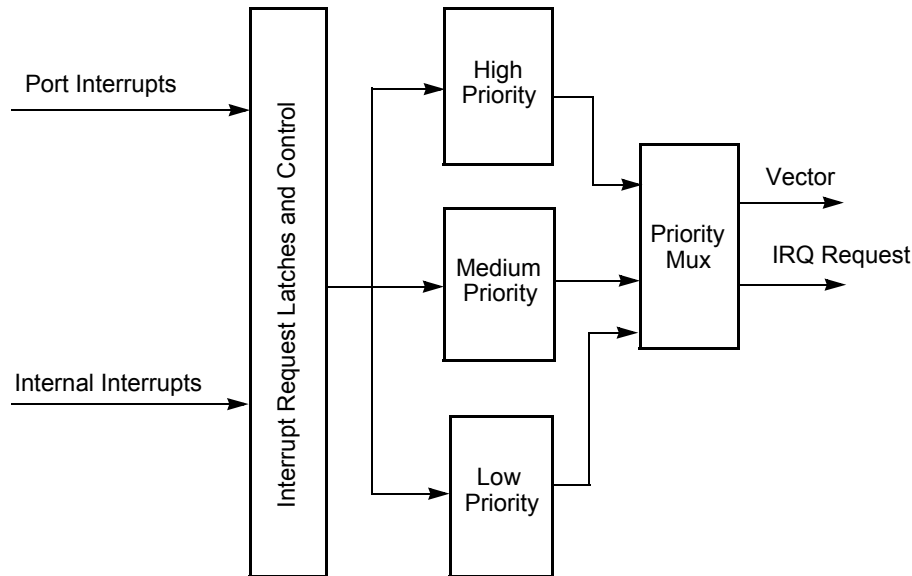 Port Interrupts
Internal Interrupts
Interrupt Request Latches and Control
High
Priority
Medium
Priority
Low
Priority
Priority
Mux
Vector
IRQ Request